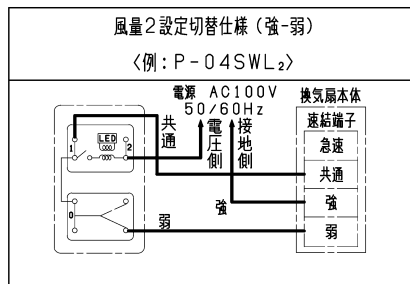 風量2設定切替仕様（強-弱）
〈例：P-04SWL₂〉
電源 AC100V
50/60Hz
換気扇本体
速結端子
急速
共通
強
弱
共通
電圧側
接地側
LED
1
2
0
弱
強